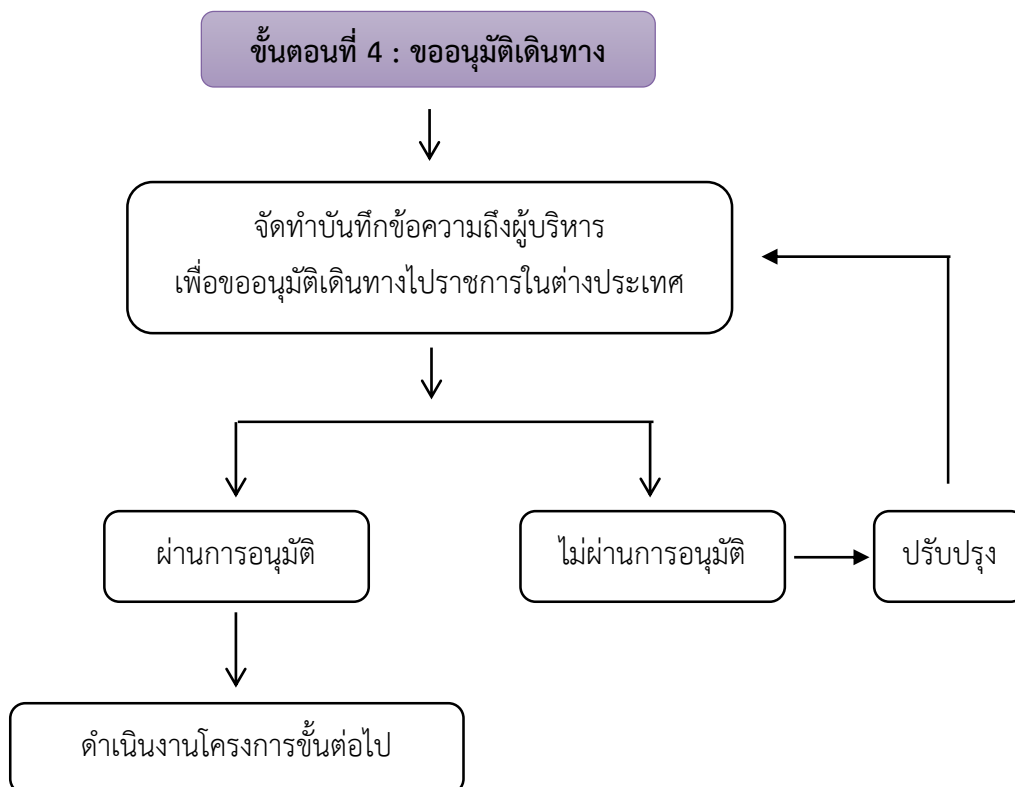 ขั้นตอนที่ 4 : ขออนุมัติเดินทาง
จัดทำบันทึกข้อความถึงผู้บริหาร
เพื่อขออนุมัติเดินทางไปราชการในต่างประเทศ
ผ่านการอนุมัติ
ไม่ผ่านการอนุมัติ
ปรับปรุง
ดำเนินงานโครงการขั้นต่อไป